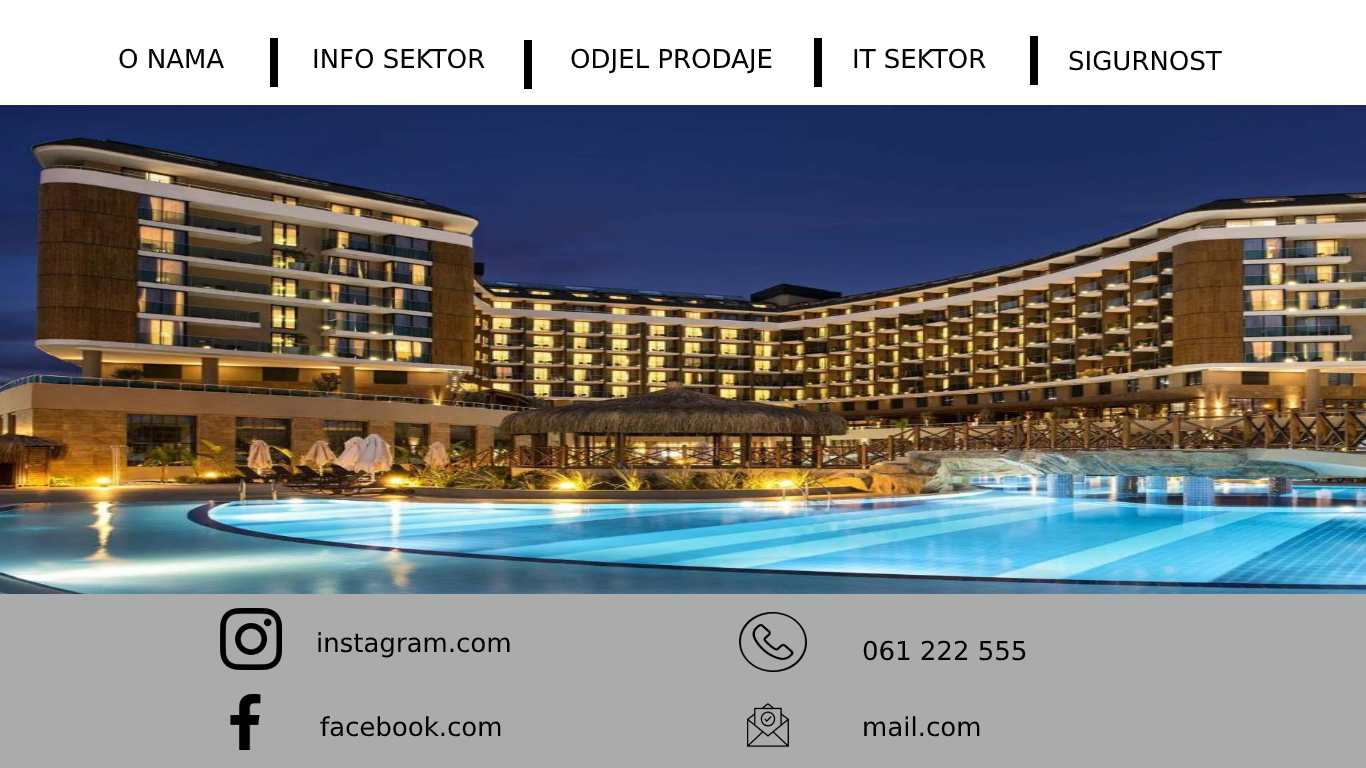 O NAMA
INFO SEKTOR
ODJEL PRODAJE
IT SEKTOR
SIGURNOST
instagram.com
061 222 555
facebook.com
mail.com